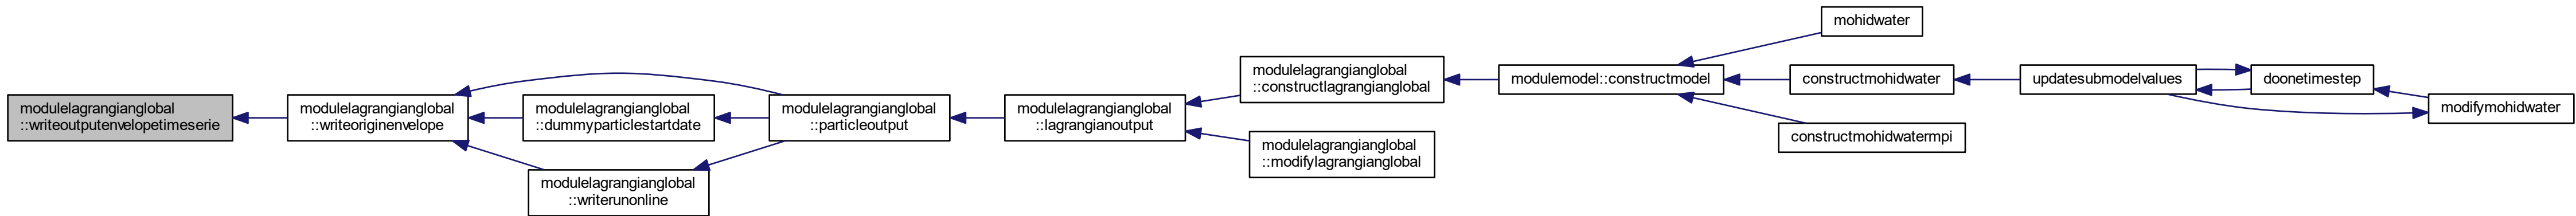 modulelagrangianglobal
::writeoutputenvelopetimeserie
modulelagrangianglobal
::writeoriginenvelope
modulelagrangianglobal
::dummyparticlestartdate
modulelagrangianglobal
::writerunonline
modulelagrangianglobal
::particleoutput
modulelagrangianglobal
::lagrangianoutput
modulelagrangianglobal
::constructlagrangianglobal
modulelagrangianglobal
::modifylagrangianglobal
modulemodel::constructmodel
mohidwater
constructmohidwater
constructmohidwatermpi
updatesubmodelvalues
doonetimestep
modifymohidwater